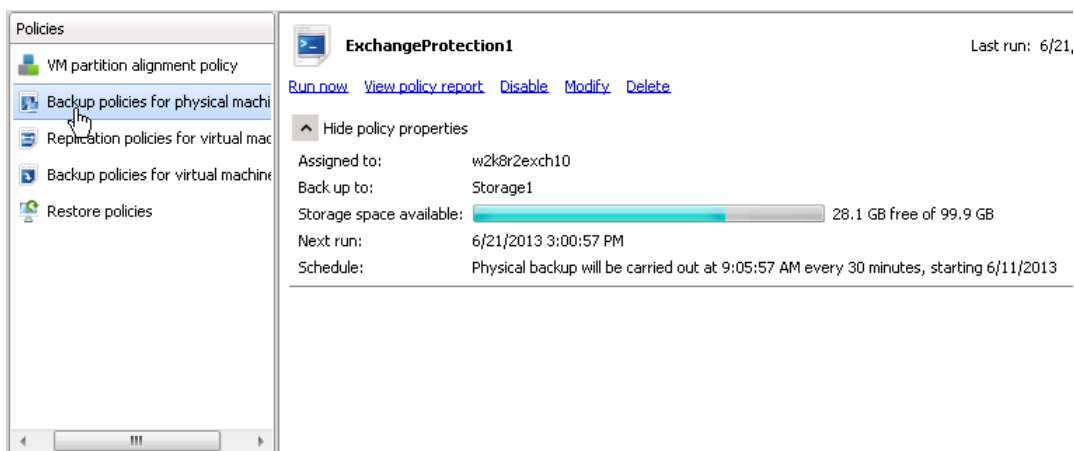 Policies
VM partition alignment policy
Backup policies for physical machi
Replication policies for virtual mac
Backup policies for virtual machine
Restore policies
ExchangeProtection1
Last run: 6/21,
Run now View policy report Disable Modify Delete
Hide policy properties
Assigned to: w2k8r2exch10
Back up to: Storage1
Storage space available: 28.1 GB free of 99.9 GB
Next run: 6/21/2013 3:00:57 PM
Schedule: Physical backup will be carried out at 9:05:57 AM every 30 minutes, starting 6/11/2013